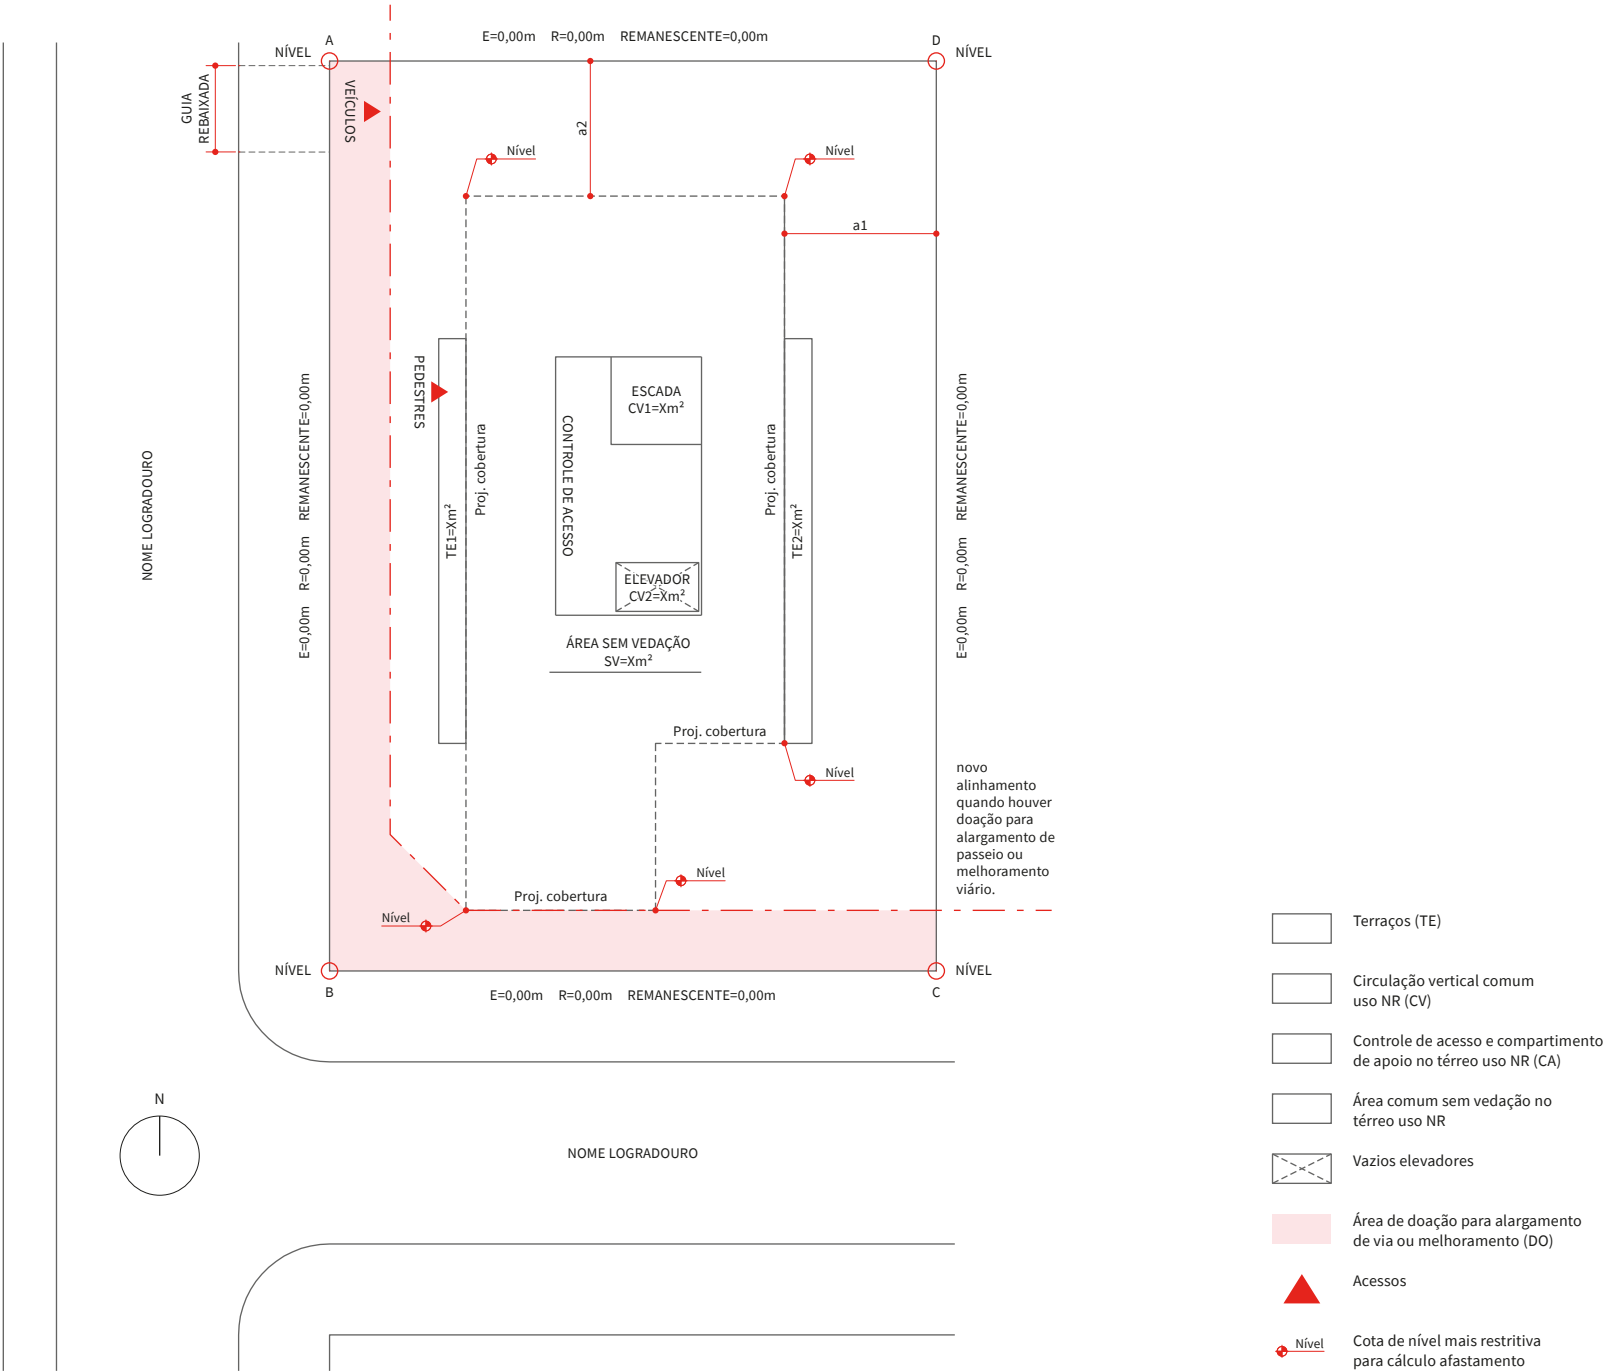 A
E=0,00m R=0,00m REMANESCENTE=0,00m
D
NÍVEL
NÍVEL
GUIA
REBAIXADA
VEÍCULOS
a2
Nível
Nível
a1
PEDESTRES
ESCADA
CV1=Xm²
CONTROLE DE ACESSO
Proj. cobertura
Proj. cobertura
TE1=Xm²
TE2=Xm²
E=0,00m R=0,00m REMANESCENTE=0,00m
E=0,00m R=0,00m REMANESCENTE=0,00m
NOME LOGRADOURO
ELEVADOR
CV2=Xm²
ÁREA SEM VEDAÇÃO
SV=Xm²
Proj. cobertura
Nível
novo
alinhamento
quando houver
doação para
alargamento de
passeio ou
melhoramento
viário.
Nível
Proj. cobertura
Nível
NÍVEL
NÍVEL
B
E=0,00m R=0,00m REMANESCENTE=0,00m
C
N
NOME LOGRADOURO
Terraços (TE)
Circulação vertical comum
uso NR (CV)
Controle de acesso e compartimento
de apoio no térreo uso NR (CA)
Área comum sem vedação no
térreo uso NR
Vazios elevadores
Área de doação para alargamento
de via ou melhoramento (DO)
Acessos
Nível
Cota de nível mais restritiva
para cálculo afastamento